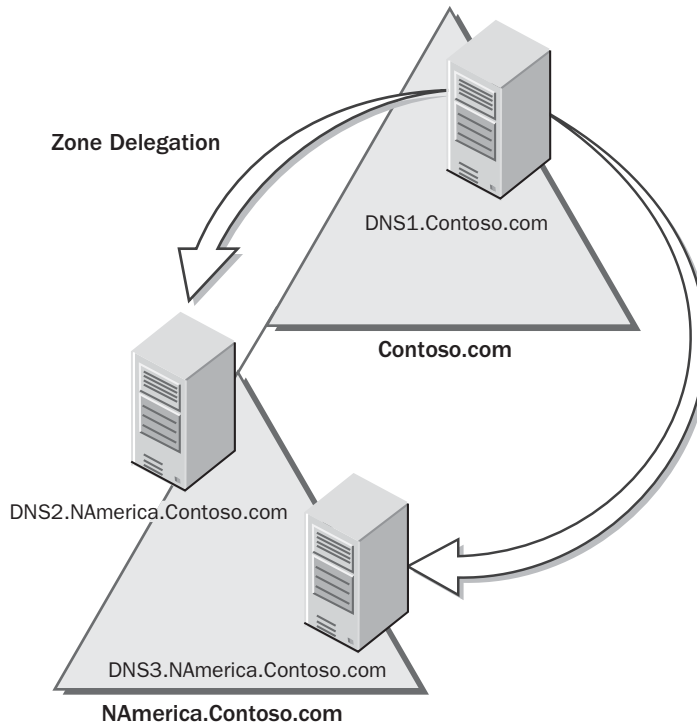 Zone Delegation
DNS1.Contoso.com
Contoso.com
DNS2.NAmerica.Contoso.com
DNS3.NAmerica.Contoso.com
NAmerica.Contoso.com